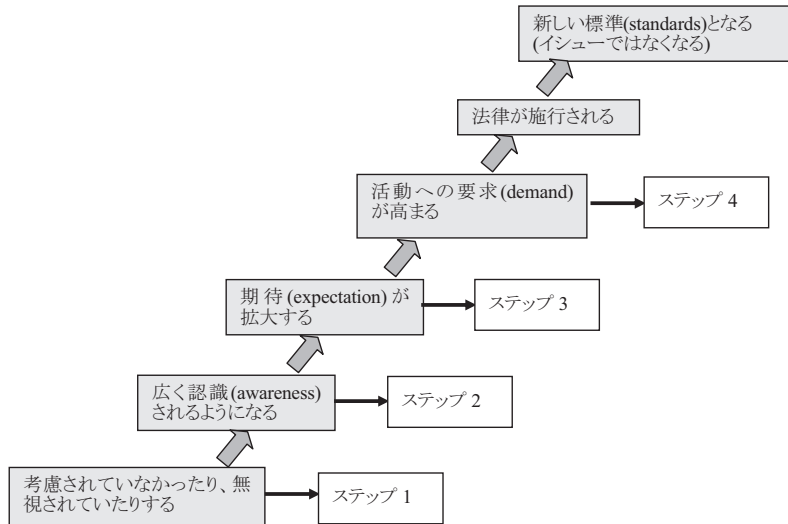 新しい標準(standards)となる
(イシューではなくなる)
法律が施行される
活動への要求(demand)
が高まる
ステップ 4
期待(expectation)が
拡大する
ステップ 3
広く認識(awareness)
されるようになる
ステップ 2
考慮されていなかったり、無
視されていたりする
ステップ 1